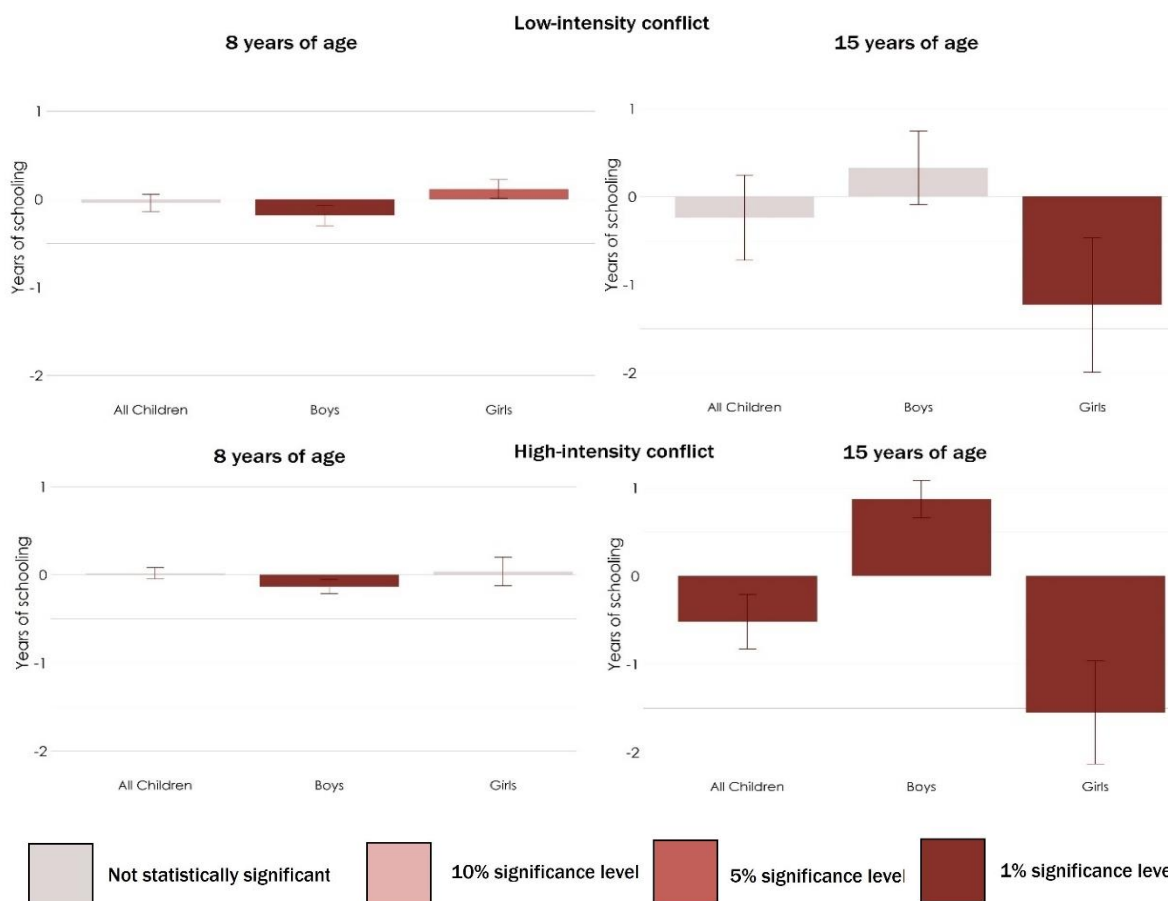 Low-intensity conflict
8 years of age
15 years of age
Years of schooling
1
0
-1
-2
All Children
Boys
Girls
Years of schooling
1
0
-1
-2
All Children
Boys
Girls
High-intensity conflict
8 years of age
15 years of age
Years of schooling
1
0
-1
-2
All Children
Boys
Girls
Years of schooling
1
0
-1
-2
All Children
Boys
Girls
Not statistically significant
10% significance level
5% significance level
1% significance leve